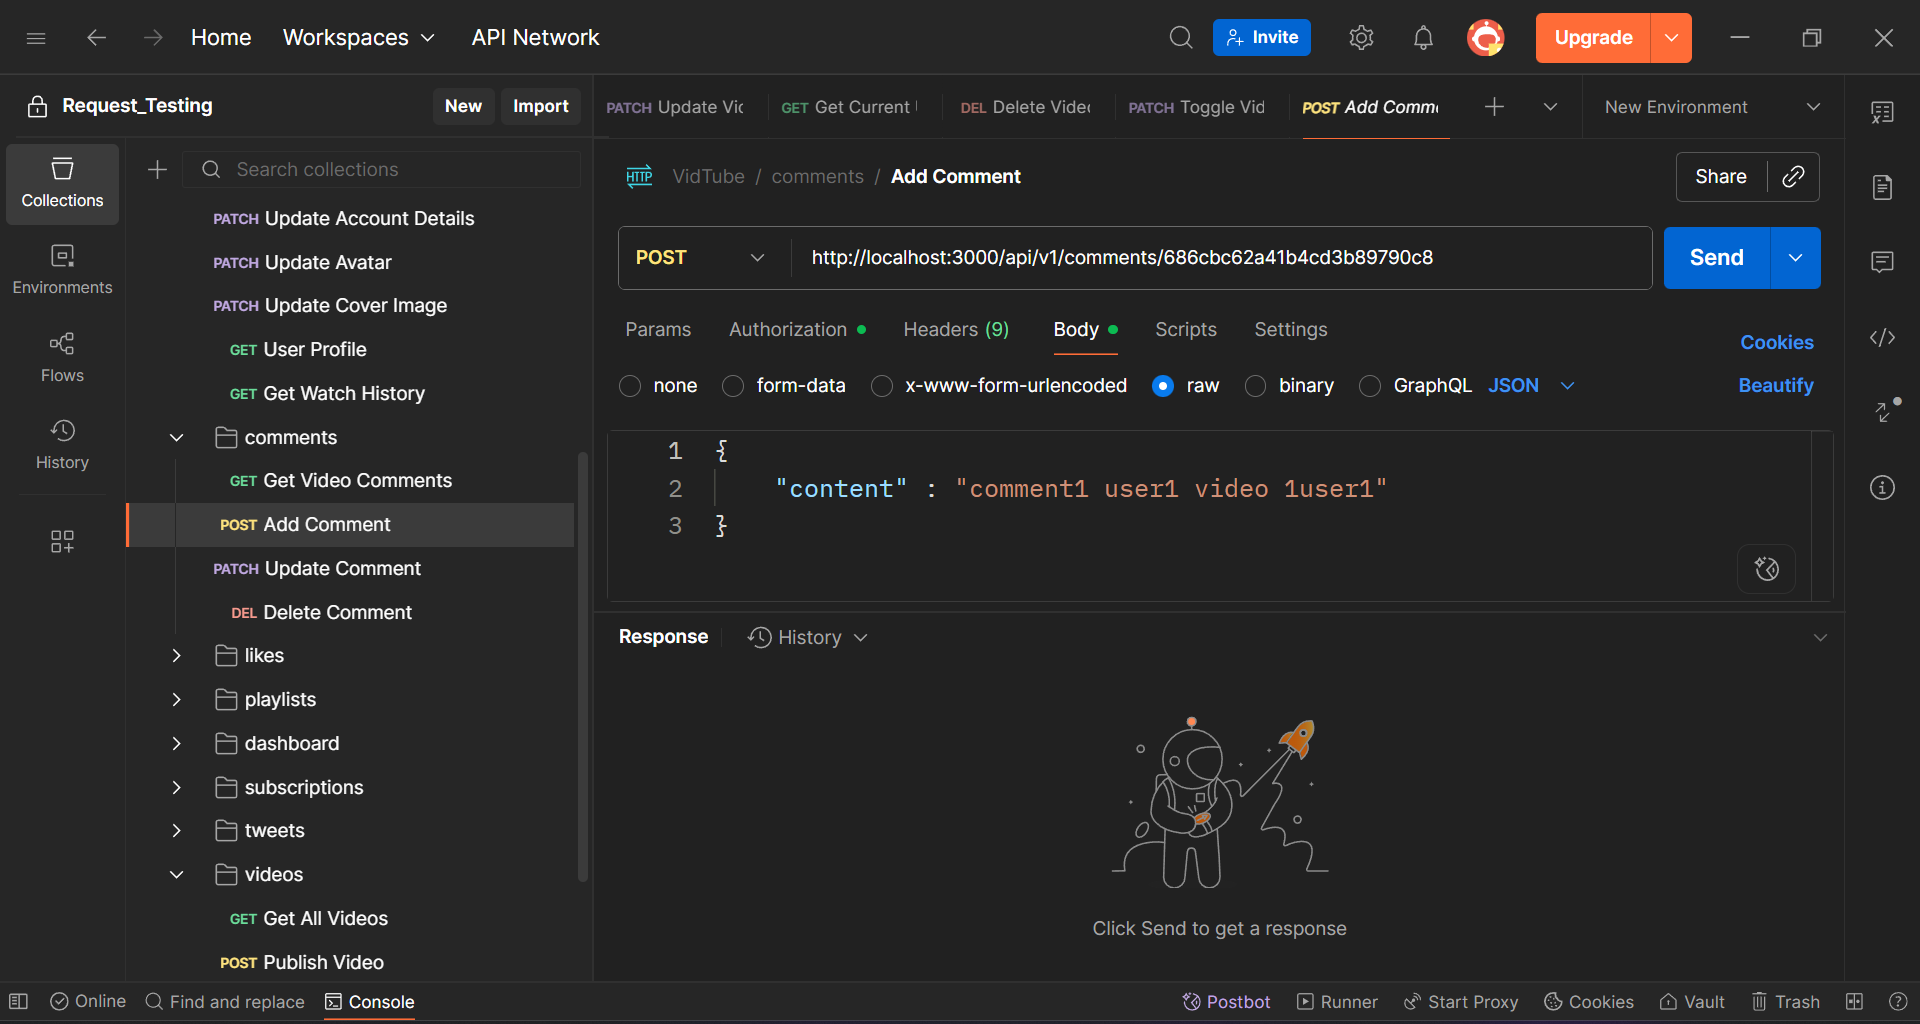 Home Workspaces API Network Invite Upgrade
Request_Testing New Import
PATCH Update Vic GET Get Current DEL Delete Video PATCH Toggle Vid POST Add Comm New Environment
Collections
Environments
Flows
History
Search collections
PATCH Update Account Details
PATCH Update Avatar
PATCH Update Cover Image
GET User Profile
GET Get Watch History
comments
GET Get Video Comments
POST Add Comment
PATCH Update Comment
DEL Delete Comment
likes
playlists
dashboard
subscriptions
tweets
videos
GET Get All Videos
POST Publish Video
HTTP VidTube / comments / Add Comment Share
POST http://localhost:3000/api/v1/comments/686cbc62a41b4cd3b89790c8 Send
Params Authorization Headers (9) Body Scripts Settings Cookies
none form-data x-www-form-urlencoded raw binary GraphQL JSON Beautify
1 {
2 "content" : "comment1 user1 video 1user1"
3 }
Response History
Click Send to get a response
Online Find and replace Console Postbot Runner Start Proxy Cookies Vault Trash